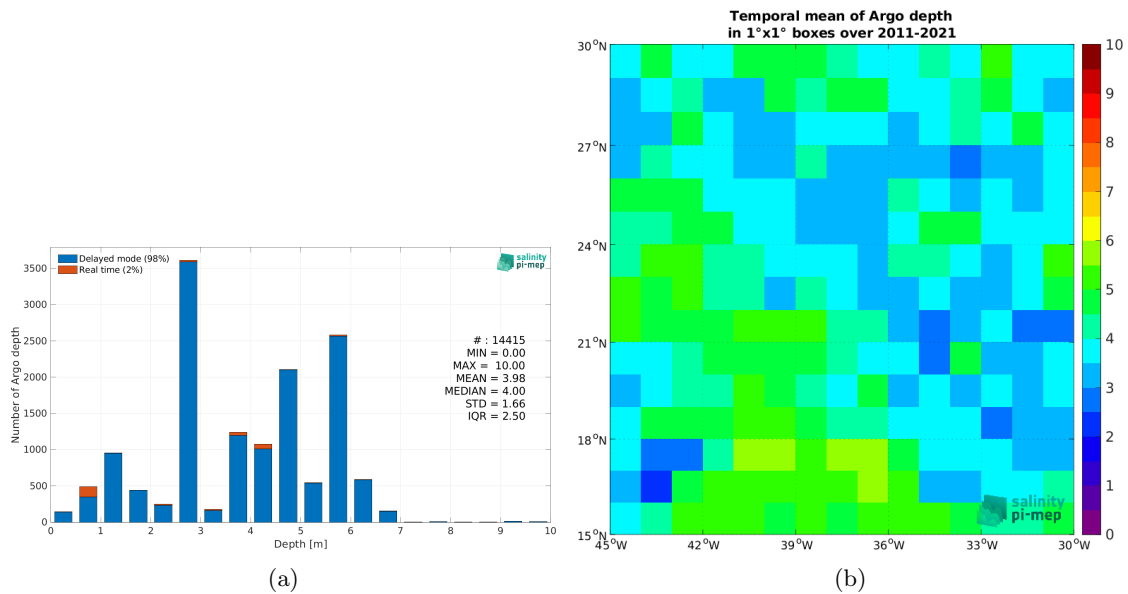 Delayed mode (98%)
Real time (2%)
salinity
pi-mep
# : 14415
MIN = 0.00
MAX = 10.00
MEAN = 3.98
MEDIAN = 4.00
STD = 1.66
IQR = 2.50
Number of Argo depth
3500
3000
2500
2000
1500
1000
500
0
0 1 2 3 4 5 6 7 8 9 10
Depth [m]
(a)
Temporal mean of Argo depth
in 1°x1° boxes over 2011-2021
30°N
27°N
24°N
21°N
18°N
15°N
45°W 42°W 39°W 36°W 33°W 30°W
salinity
pi-mep
10
9
8
7
6
5
4
3
2
1
0
(b)